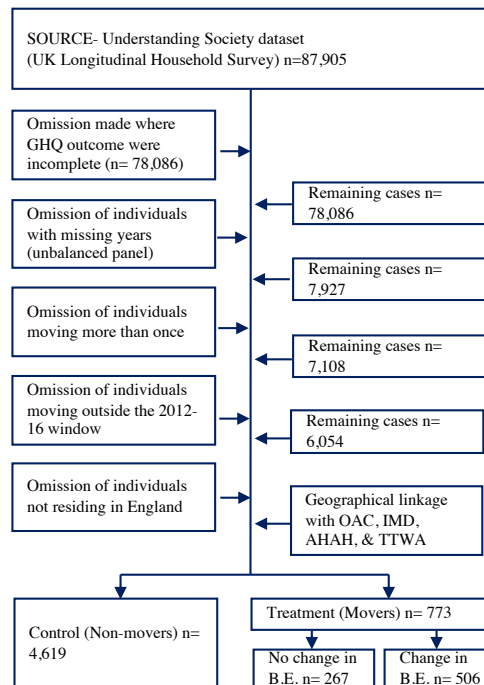 SOURCE- Understanding Society dataset
(UK Longitudinal Household Survey) n=87,905
Omission made where
GHQ outcome were
incomplete (n= 78,086)
Remaining cases n=
78,086
Omission of individuals
with missing years
(unbalanced panel)
Remaining cases n=
7,927
Omission of individuals
moving more than once
Remaining cases n=
7,108
Omission of individuals
moving outside the 2012-
16 window
Remaining cases n=
6,054
Omission of individuals
not residing in England
Geographical linkage
with OAC, IMD,
AHAH, & TTWA
Control (Non-movers) n=
4,619
Treatment (Movers) n= 773
No change in
B.E. n= 267
Change in
B.E. n= 506